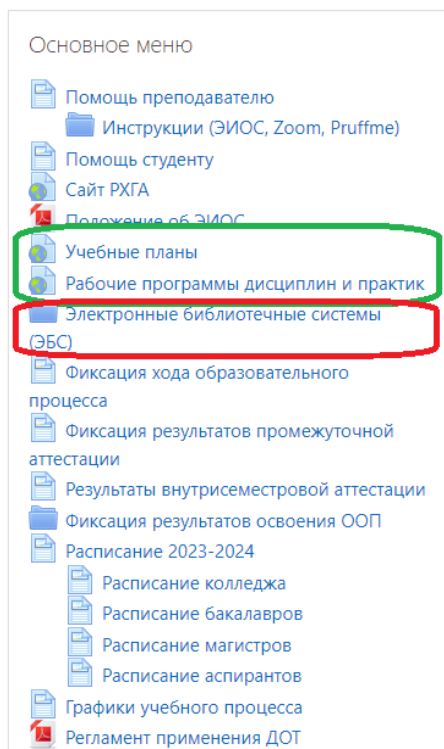 Основное меню
Помощь преподавателю
Инструкции (ЭИОС, Zoom, Pruffme)
Помощь студенту
Сайт РХГА
Положение об ЭИОС
Учебные планы
Рабочие программы дисциплин и практик
Электронные библиотечные системы
(ЭБС)
Фиксация хода образовательного
процесса
Фиксация результатов промежуточной
аттестации
Результаты внутрисеместровой аттестации
Фиксация результатов освоения ООП
Расписание 2023-2024
Расписание колледжа
Расписание бакалавров
Расписание магистров
Расписание аспирантов
Графики учебного процесса
Регламент применения ДОТ